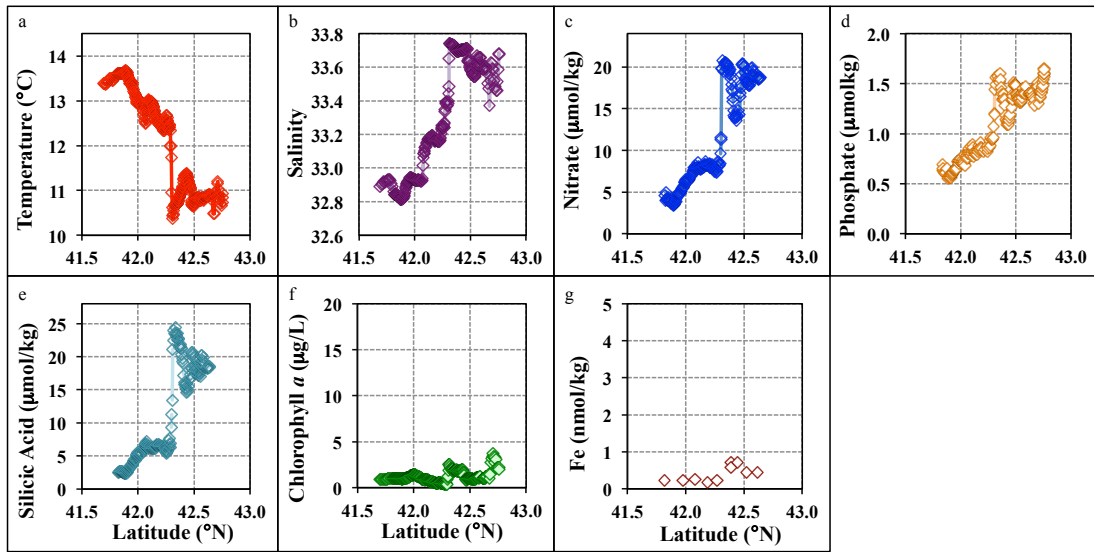 a
Temperature (°C)
14
13
12
11
10
41.5 42.0 42.5 43.0
b
Salinity
33.8
33.6
33.4
33.2
33.0
32.8
32.6
41.5 42.0 42.5 43.0
c
Nitrate (µmol/kg)
20
15
10
5
0
41.5 42.0 42.5 43.0
d
Phosphate (µmolkg)
2.0
1.5
1.0
0.5
0.0
41.5 42.0 42.5 43.0
e
Silicic Acid (µmol/kg)
25
20
15
10
5
0
41.5 42.0 42.5 43.0
Latitude (°N)
f
Chlorophyll a (µg/L)
20
15
10
5
0
41.5 42.0 42.5 43.0
Latitude (°N)
g
Fe (nmol/kg)
5
4
3
2
1
0
41.5 42.0 42.5 43.0
Latitude (°N)